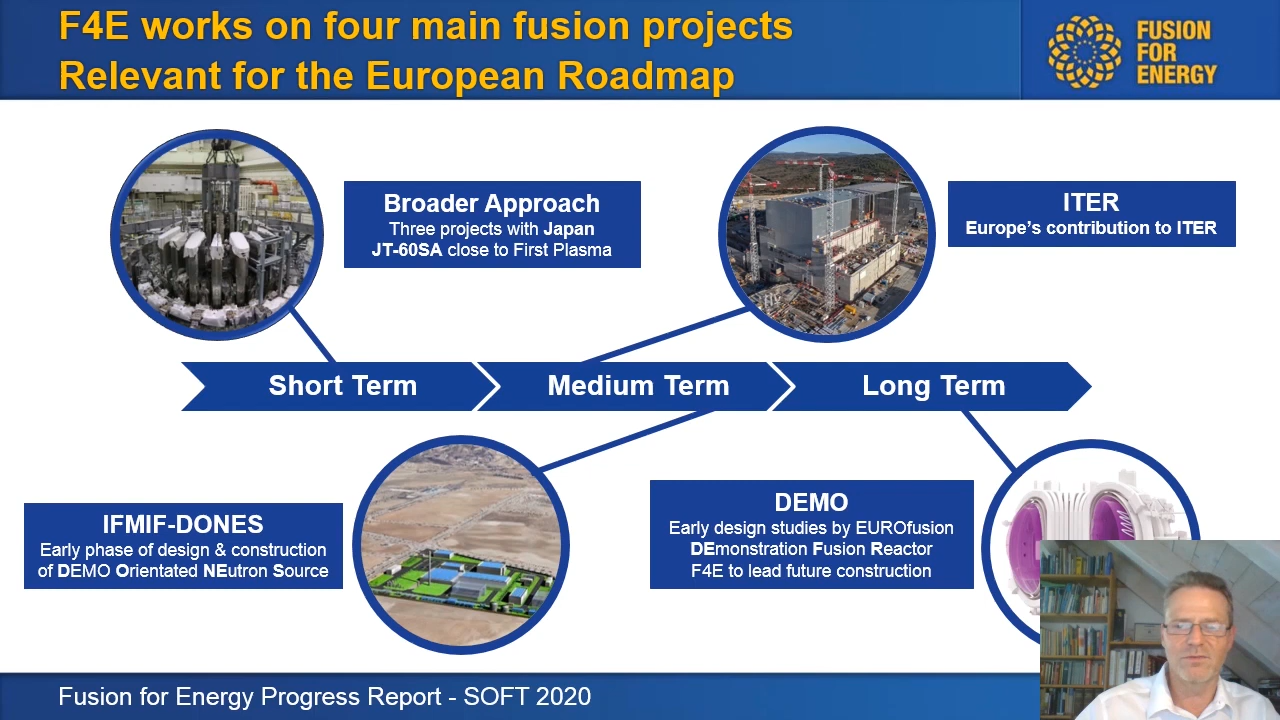 F4E works on four main fusion projects
Relevant for the European Roadmap
FUSION
FOR
ENERGY
Broader Approach
Three projects with Japan
JT-60SA close to First Plasma
ITER
Europe’s contribution to ITER
Short Term
Medium Term
Long Term
IFMIF-DONES
Early phase of design & construction
of DEMO Orientated NEutron Source
DEMO
Early design studies by EUROfusion
DEmonstration Fusion Reactor
F4E to lead future construction
Fusion for Energy Progress Report - SOFT 2020